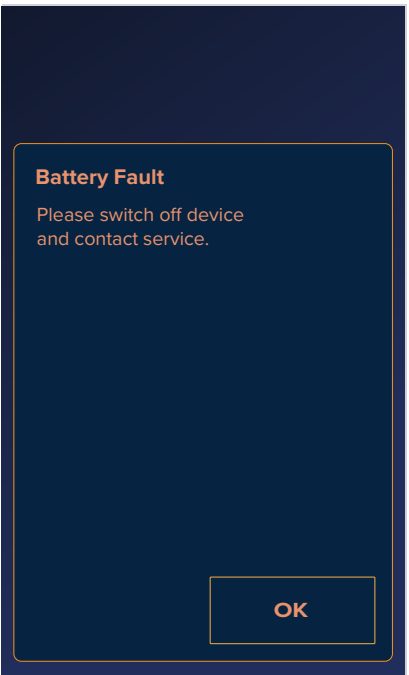 Battery Fault
Please switch off device
and contact service.
OK